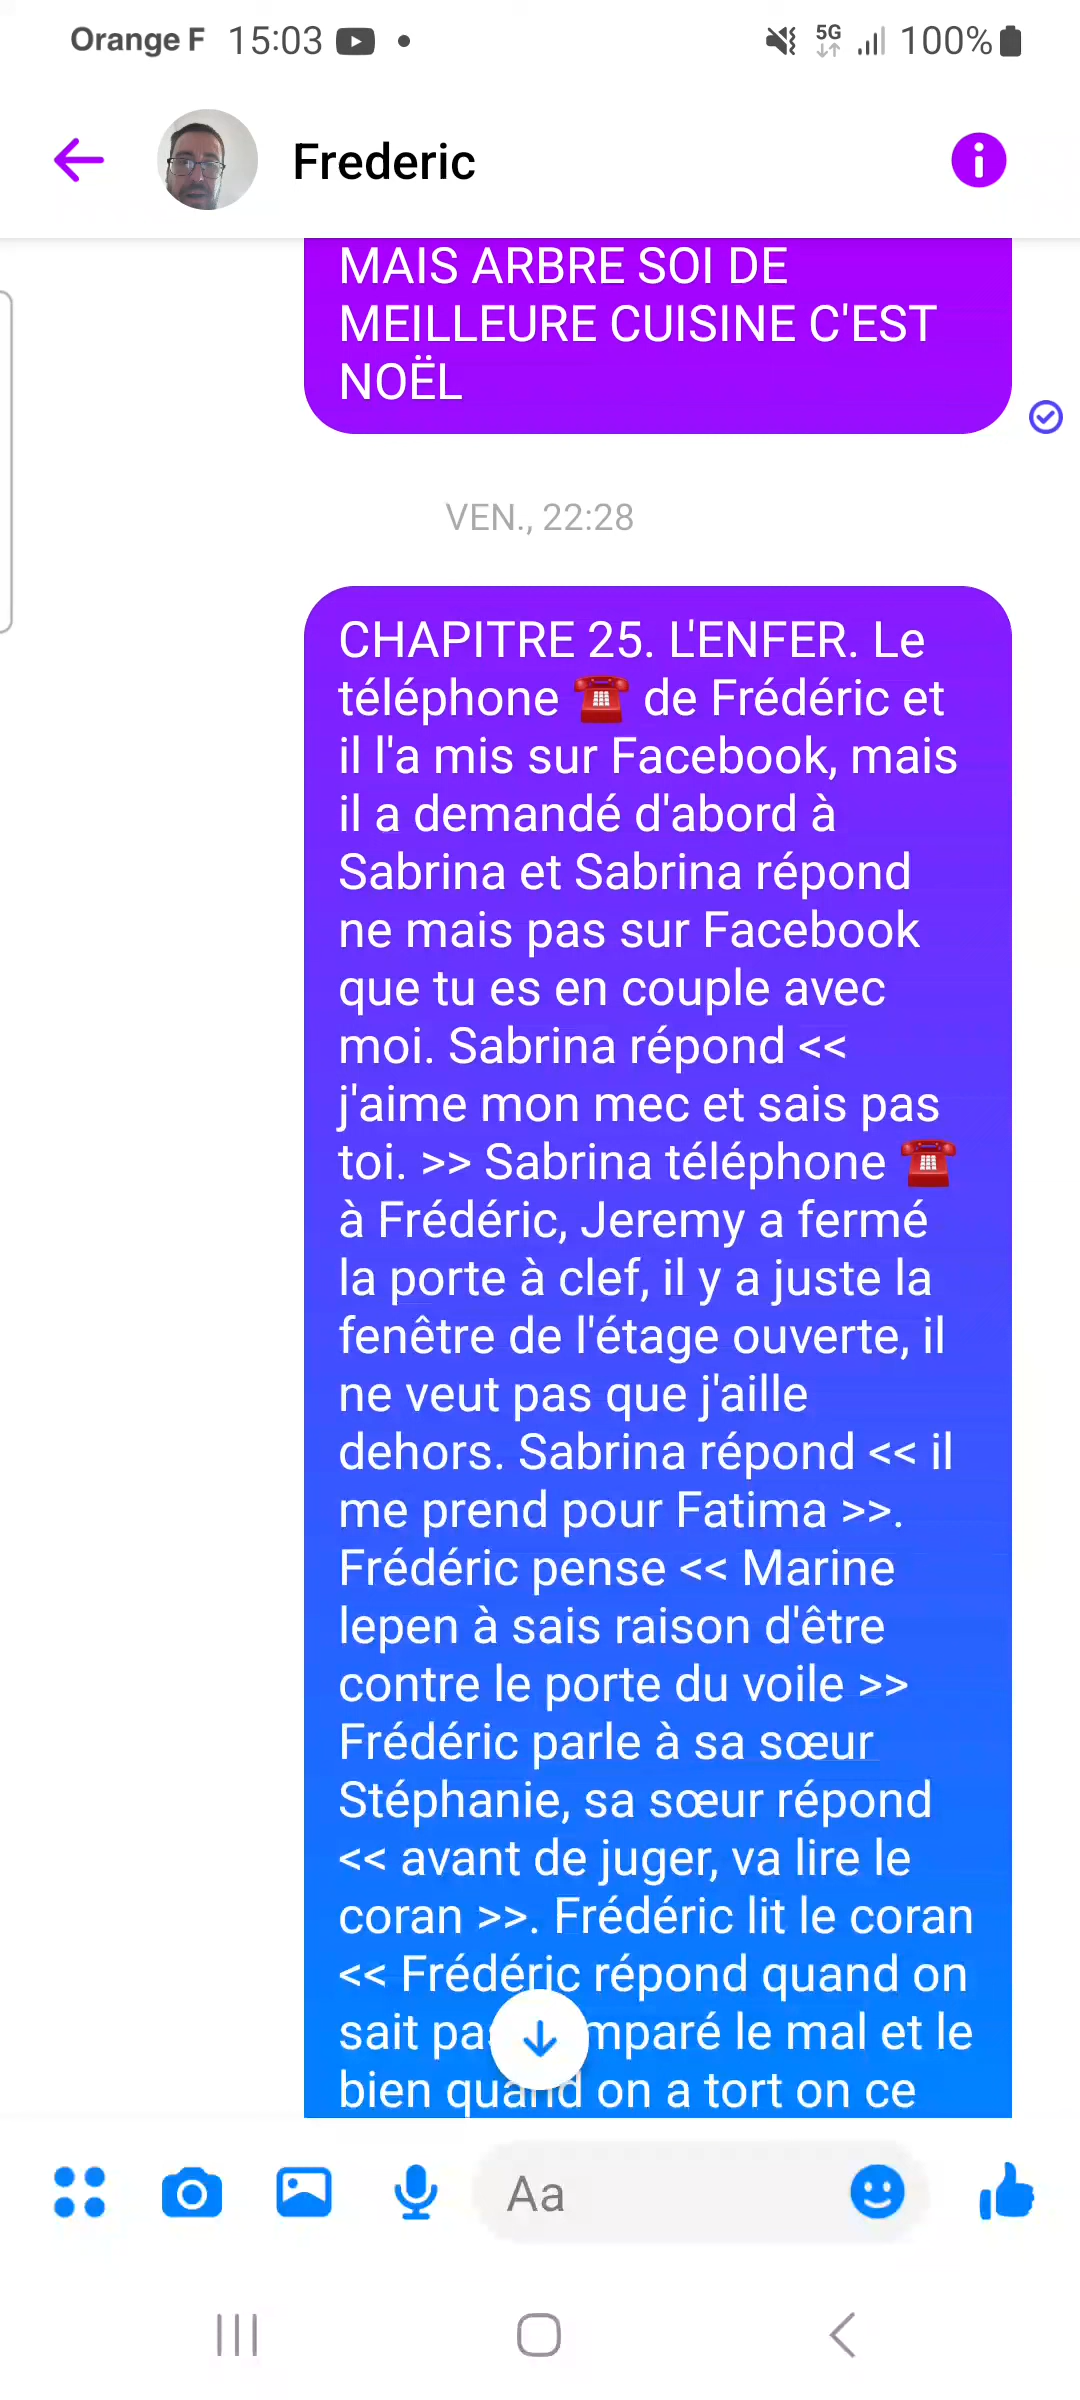 Orange F 15:03 5G 100%
Frederic
MAIS ARBRE SOI DE
MEILLEURE CUISINE C'EST
NOËL
VEN., 22:28
CHAPITRE 25. L'ENFER. Le
téléphone ☎️ de Frédéric et
il l'a mis sur Facebook, mais
il a demandé d'abord à
Sabrina et Sabrina répond
ne mais pas sur Facebook
que tu es en couple avec
moi. Sabrina répond <<
j'aime mon mec et sais pas
toi. >> Sabrina téléphone ☎️
à Frédéric, Jeremy a fermé
la porte à clef, il y a juste la
fenêtre de l'étage ouverte, il
ne veut pas que j'aille
dehors. Sabrina répond << il
me prend pour Fatima >>.
Frédéric pense << Marine
lepen à sais raison d'être
contre le porte du voile >>
Frédéric parle à sa sœur
Stéphanie, sa sœur répond
<< avant de juger, va lire le
coran >>. Frédéric lit le coran
<< Frédéric répond quand on
sait le mal et le
bien quand on a tort on ce
Aa